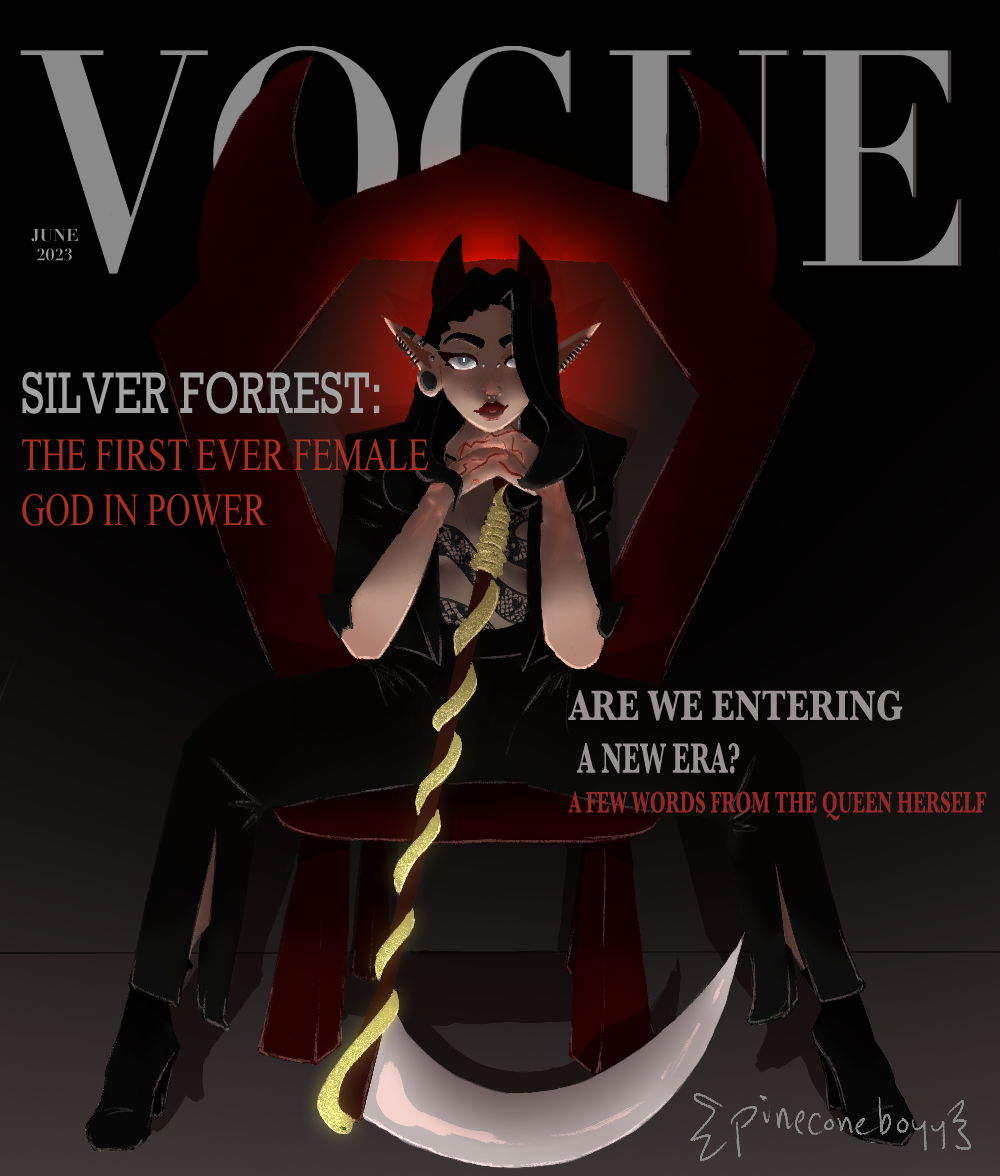 VOGUE
JUNE
2023
SILVER FORREST:
THE FIRST EVER FEMALE
GOD IN POWER
ARE WE ENTERING
A NEW ERA?
A FEW WORDS FROM THE QUEEN HERSELF
{pineconeboyy}